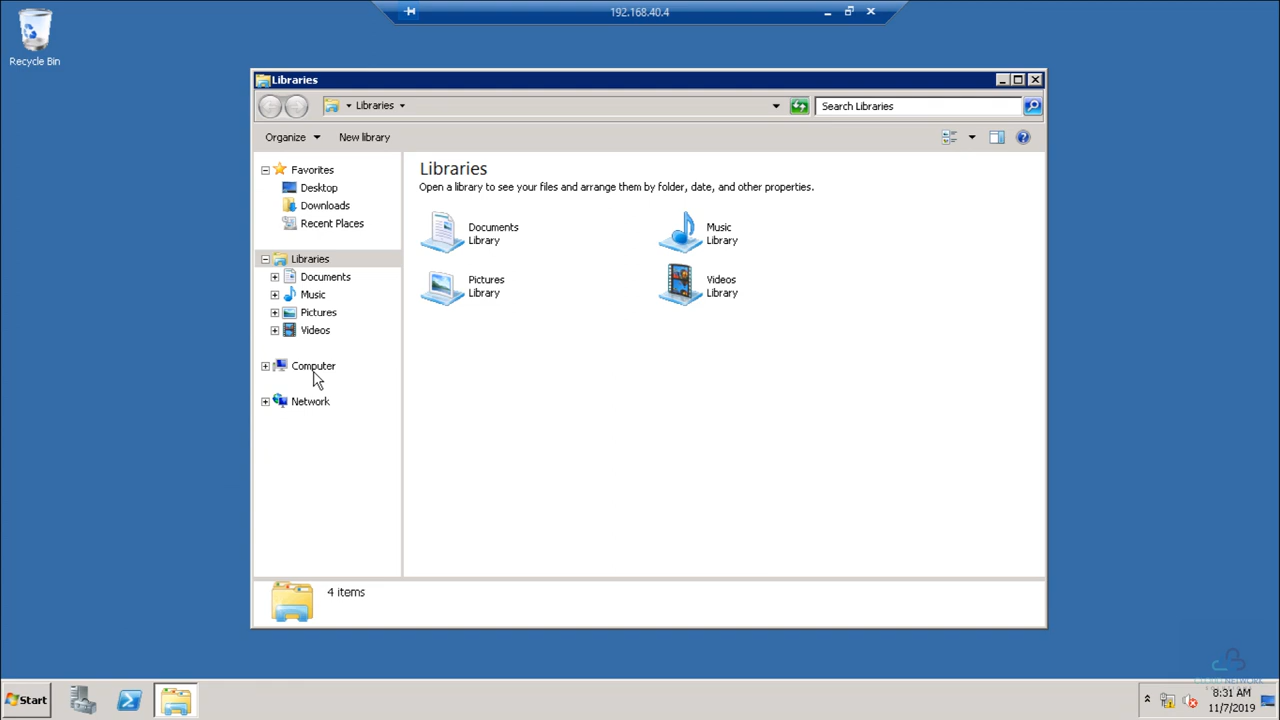 192.168.40.4
Recycle Bin
Libraries
Libraries
Search Libraries
Organize
New library
Favorites
Desktop
Downloads
Recent Places
Libraries
Documents
Music
Pictures
Videos
Computer
Network
Libraries
Open a library to see your files and arrange them by folder, date, and other properties.
Documents
Library
Music
Library
Pictures
Library
Videos
Library
4 items
Start
8:31 AM
11/7/2019